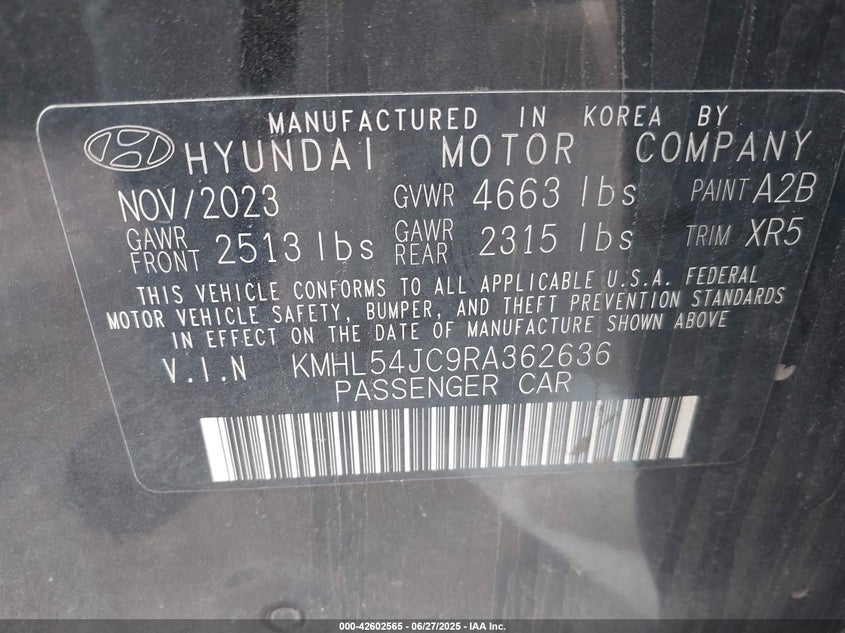 MANUFACTURED IN KOREA BY
HYUNDAI MOTOR COMPANY
NOV/2023 GVWR 4663 lbs PAINT A2B
GAWR FRONT 2513 lbs GAWR REAR 2315 lbs TRIM XR5
THIS VEHICLE CONFORMS TO ALL APPLICABLE U.S.A. FEDERAL
MOTOR VEHICLE SAFETY, BUMPER, AND THEFT PREVENTION STANDARDS
IN EFFECT ON THE DATE OF MANUFACTURE SHOWN ABOVE
V.I.N KMHL54JC9RA362636
PASSENGER CAR
000-42602565 - 06/27/2025 - IAA Inc.